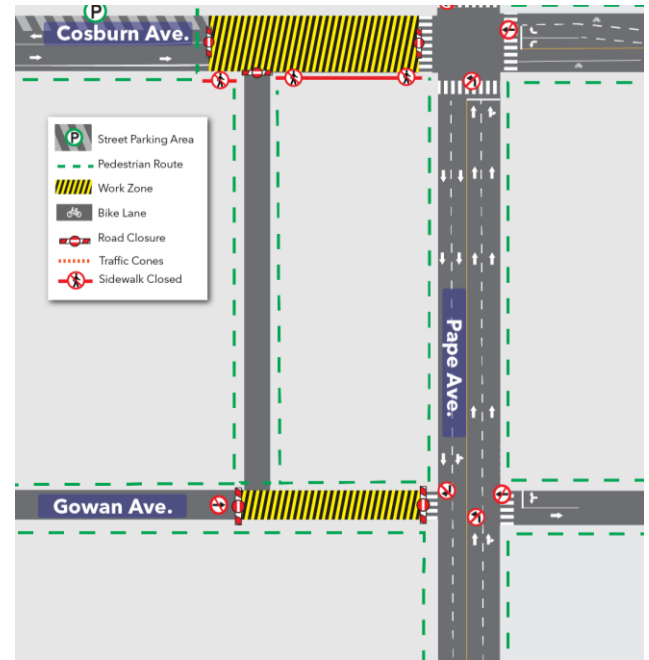 P
Cosburn Ave.
P Street Parking Area
Pedestrian Route
Work Zone
Bike Lane
Road Closure
Traffic Cones
Sidewalk Closed
Pape Ave.
Gowan Ave.